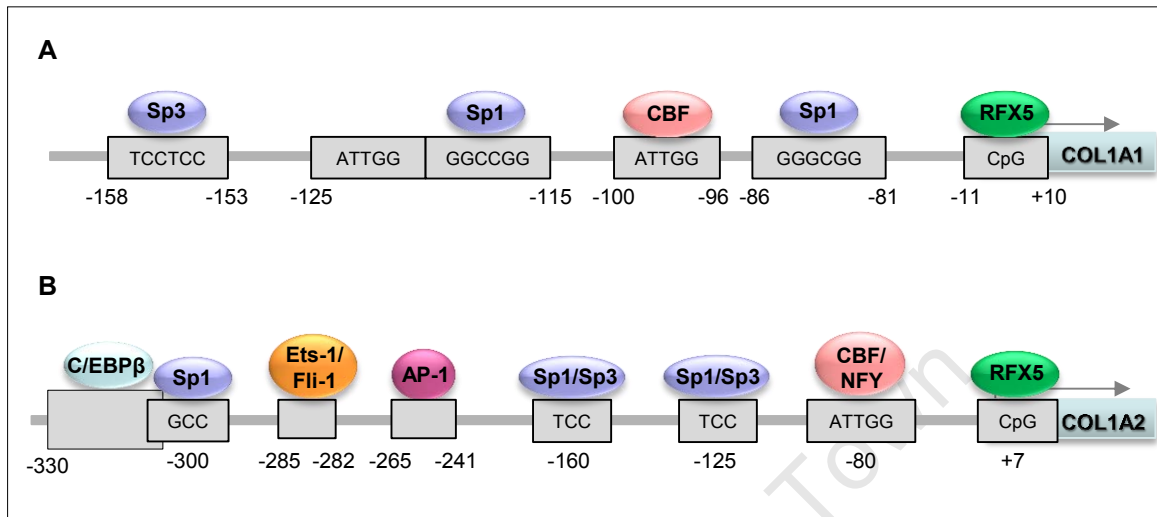 A
Sp3 Sp1 CBF Sp1 RFX5
TCCTCC ATTGG GGCCGG ATTGG GGGCGG CpG COL1A1
-158 -153 -125 -115 -100 -96 -86 -81 -11 +10
B
C/EBPβ Sp1 Ets-1/ Fli-1 AP-1 Sp1/Sp3 Sp1/Sp3 CBF/ NFY RFX5
GCC TCC TCC ATTGG CpG COL1A2
-330 -300 -285 -282 -265 -241 -160 -125 -80 +7
Town